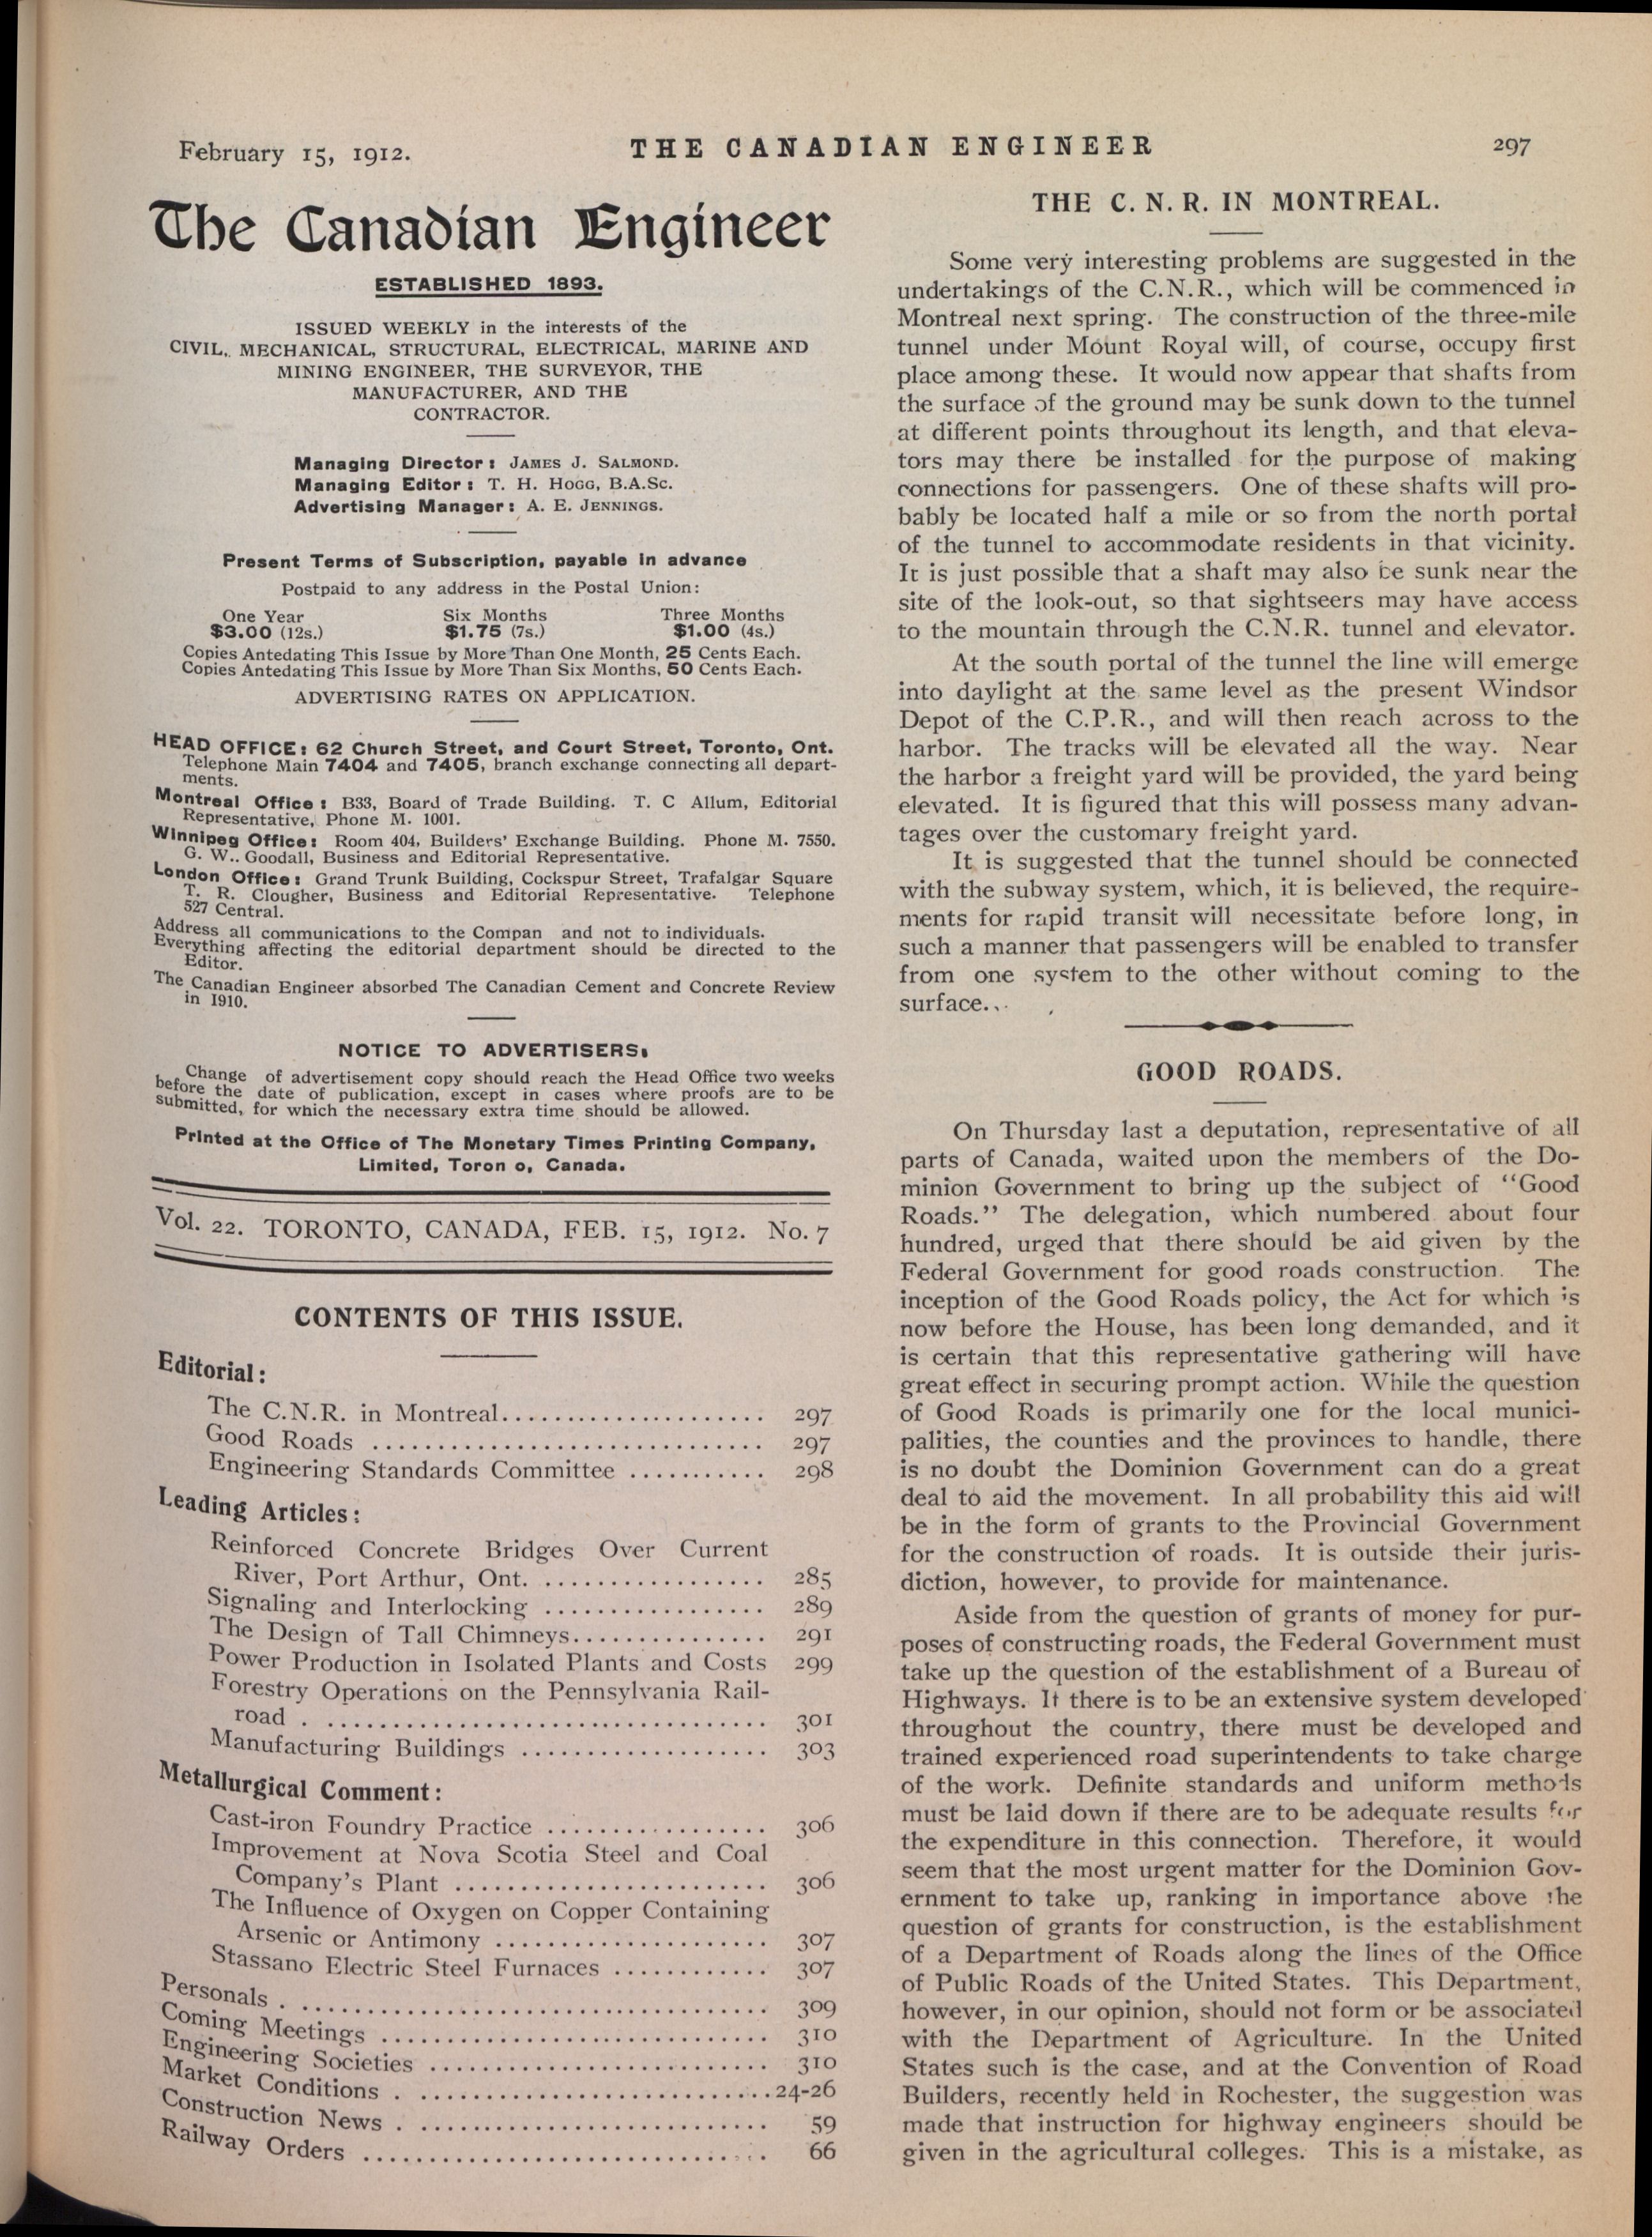 February 15, 1912.
THE CANADIAN ENGINEER
297
The Canadian Engineer
ESTABLISHED 1893.
ISSUED WEEKLY in the interests of the
CIVIL, MECHANICAL, STRUCTURAL, ELECTRICAL, MARINE AND
MINING ENGINEER, THE SURVEYOR, THE
MANUFACTURER, AND THE
CONTRACTOR.
Managing Director: JAMES J. SALMOND.
Managing Editor: T. H. HOGG, B.A.Sc.
Advertising Manager: A. E. JENNINGS.
Present Terms of Subscription, payable in advance
Postpaid to any address in the Postal Union:
One Year Six Months Three Months
$3.00 (12s.) $1.75 (7s.) $1.00 (4s.)
Copies Antedating This Issue by More Than One Month, 25 Cents Each.
Copies Antedating This Issue by More Than Six Months, 50 Cents Each.
ADVERTISING RATES ON APPLICATION.
HEAD OFFICE: 62 Church Street, and Court Street, Toronto, Ont.
Telephone Main 7404 and 7405, branch exchange connecting all depart-
ments.
Montreal Office: B33, Board of Trade Building. T. C Allum, Editorial
Representative, Phone M. 1001.
Winnipeg Office: Room 404, Builders' Exchange Building. Phone M. 7550.
G. W.. Goodall, Business and Editorial Representative.
London Office: Grand Trunk Building, Cockspur Street, Trafalgar Square
T. R. Clougher, Business and Editorial Representative. Telephone
527 Central.
Address all communications to the Compan and not to individuals.
Everything affecting the editorial department should be directed to the
Editor.
The Canadian Engineer absorbed The Canadian Cement and Concrete Review
in 1910.
NOTICE TO ADVERTISERS:
Change of advertisement copy should reach the Head Office two weeks
before the date of publication, except in cases where proofs are to be
submitted, for which the necessary extra time should be allowed.
Printed at the Office of The Monetary Times Printing Company,
Limited, Toron o, Canada.
Vol. 22. TORONTO, CANADA, FEB. 15, 1912. No. 7
CONTENTS OF THIS ISSUE.
Editorial:
The C.N.R. in Montreal..................... 297
Good Roads .............................. 297
Engineering Standards Committee ........... 298
Leading Articles:
Reinforced Concrete Bridges Over Current
River, Port Arthur, Ont. ................. 285
Signaling and Interlocking ................. 289
The Design of Tall Chimneys............... 291
Power Production in Isolated Plants and Costs 299
Forestry Operations on the Pennsylvania Rail-
road . .................................. 301
Manufacturing Buildings ................... 303
Metallurgical Comment:
Cast-iron Foundry Practice ................. 306
Improvement at Nova Scotia Steel and Coal
Company's Plant ........................ 306
The Influence of Oxygen on Copper Containing
Arsenic or Antimony ..................... 307
Stassano Electric Steel Furnaces ............ 307
Personals . .................................... 309
Coming Meetings .............................. 310
Engineering Societies .......................... 310
Market Conditions . ...........................24-26
Construction News . ........................... 59
Railway Orders ............................... 66
THE C. N. R. IN MONTREAL.
Some very interesting problems are suggested in the
undertakings of the C.N.R., which will be commenced in
Montreal next spring. The construction of the three-mile
tunnel under Mount Royal will, of course, occupy first
place among these. It would now appear that shafts from
the surface of the ground may be sunk down to the tunnel
at different points throughout its length, and that eleva-
tors may there be installed for the purpose of making
connections for passengers. One of these shafts will pro-
bably be located half a mile or so from the north portal
of the tunnel to accommodate residents in that vicinity.
It is just possible that a shaft may also be sunk near the
site of the look-out, so that sightseers may have access
to the mountain through the C.N.R. tunnel and elevator.
At the south portal of the tunnel the line will emerge
into daylight at the same level as the present Windsor
Depot of the C.P.R., and will then reach across to the
harbor. The tracks will be elevated all the way. Near
the harbor a freight yard will be provided, the yard being
elevated. It is figured that this will possess many advan-
tages over the customary freight yard.
It is suggested that the tunnel should be connected
with the subway system, which, it is believed, the require-
ments for rapid transit will necessitate before long, in
such a manner that passengers will be enabled to transfer
from one system to the other without coming to the
surface.
GOOD ROADS.
On Thursday last a deputation, representative of all
parts of Canada, waited upon the members of the Do-
minion Government to bring up the subject of "Good
Roads." The delegation, which numbered about four
hundred, urged that there should be aid given by the
Federal Government for good roads construction. The
inception of the Good Roads policy, the Act for which is
now before the House, has been long demanded, and it
is certain that this representative gathering will have
great effect in securing prompt action. While the question
of Good Roads is primarily one for the local munici-
palities, the counties and the provinces to handle, there
is no doubt the Dominion Government can do a great
deal to aid the movement. In all probability this aid will
be in the form of grants to the Provincial Government
for the construction of roads. It is outside their juris-
diction, however, to provide for maintenance.
Aside from the question of grants of money for pur-
poses of constructing roads, the Federal Government must
take up the question of the establishment of a Bureau of
Highways. It there is to be an extensive system developed
throughout the country, there must be developed and
trained experienced road superintendents to take charge
of the work. Definite standards and uniform methods
must be laid down if there are to be adequate results for
the expenditure in this connection. Therefore, it would
seem that the most urgent matter for the Dominion Gov-
ernment to take up, ranking in importance above the
question of grants for construction, is the establishment
of a Department of Roads along the lines of the Office
of Public Roads of the United States. This Department,
however, in our opinion, should not form or be associated
with the Department of Agriculture. In the United
States such is the case, and at the Convention of Road
Builders, recently held in Rochester, the suggestion was
made that instruction for highway engineers should be
given in the agricultural colleges. This is a mistake, as